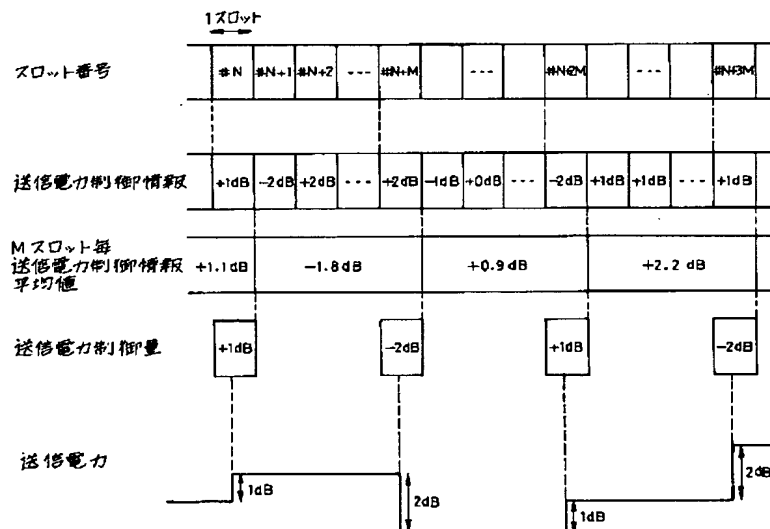 1スロット
スロット番号
#N #N+1 #N+2 --- #N+M --- #N+2M --- #N+3M
送信電力制御情報
+1dB -2dB +2dB --- +2dB -1dB +0dB --- -2dB +1dB +1dB --- +1dB
Mスロット毎
送信電力制御情報
平均値
+1.1dB -1.8dB +0.9dB +2.2dB
送信電力制御量
+1dB -2dB +1dB -2dB
送信電力
1dB 2dB 1dB 2dB